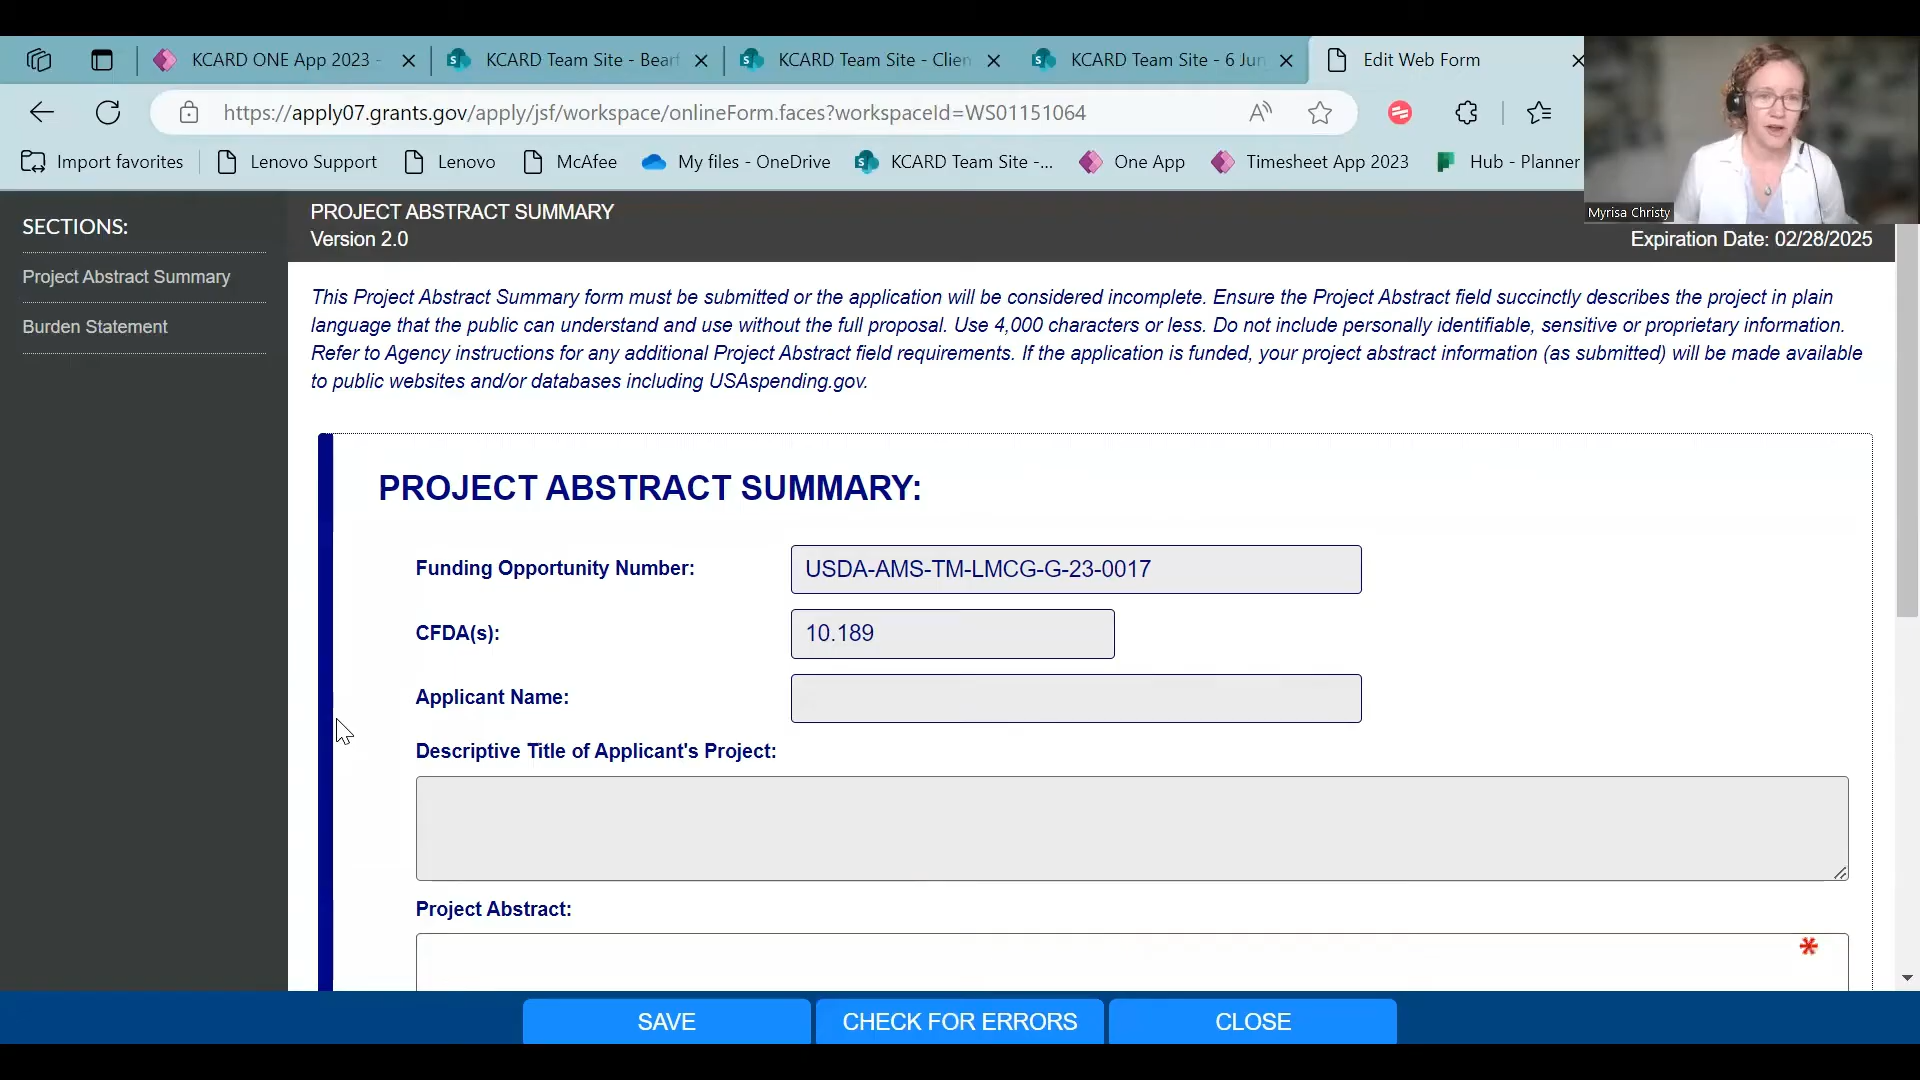 KCARD ONE App 2023 -
KCARD Team Site - Bearf
KCARD Team Site - Clien
KCARD Team Site - 6 Jun
Edit Web Form
https://apply07.grants.gov/apply/jsf/workspace/onlineForm.faces?workspaceId=WS01151064
Import favorites
Lenovo Support
Lenovo
McAfee
My files - OneDrive
KCARD Team Site -...
One App
Timesheet App 2023
Hub - Planner
Myrisa Christy
SECTIONS:
Project Abstract Summary
Burden Statement
PROJECT ABSTRACT SUMMARY
Version 2.0
Expiration Date: 02/28/2025
This Project Abstract Summary form must be submitted or the application will be considered incomplete. Ensure the Project Abstract field succinctly describes the project in plain
language that the public can understand and use without the full proposal. Use 4,000 characters or less. Do not include personally identifiable, sensitive or proprietary information.
Refer to Agency instructions for any additional Project Abstract field requirements. If the application is funded, your project abstract information (as submitted) will be made available
to public websites and/or databases including USAspending.gov.
PROJECT ABSTRACT SUMMARY:
Funding Opportunity Number:
USDA-AMS-TM-LMCG-G-23-0017
CFDA(s):
10.189
Applicant Name:
Descriptive Title of Applicant's Project:
Project Abstract:
*
SAVE
CHECK FOR ERRORS
CLOSE